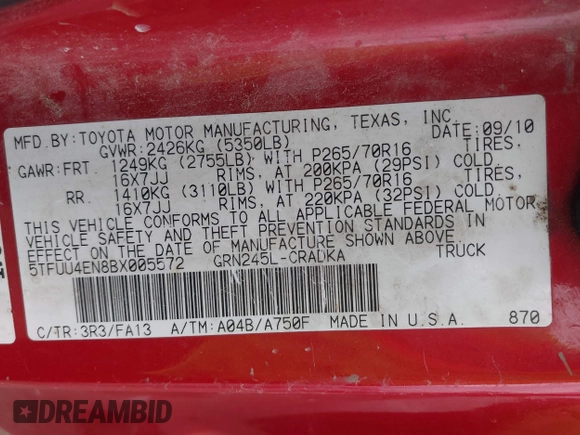 MFD.BY:TOYOTA MOTOR MANUFACTURING, TEXAS, INC.
GVWR:2426KG (5350LB) DATE:09/10
GAWR:FRT. 1249KG (2755LB) WITH P265/70R16 TIRES,
16X7JJ RIMS, AT 200KPA (29PSI) COLD.
RR. 1410KG (3110LB) WITH P265/70R16 TIRES,
16X7JJ RIMS, AT 220KPA (32PSI) COLD.
THIS VEHICLE CONFORMS TO ALL APPLICABLE FEDERAL MOTOR
VEHICLE SAFETY AND THEFT PREVENTION STANDARDS IN
EFFECT ON THE DATE OF MANUFACTURE SHOWN ABOVE.
5TFUU4EN8BX005572 GRN245L-CRADKA TRUCK
C/TR:3R3/FA13 A/TM:A04B/A750F MADE IN U.S.A. 870
DREAMBID